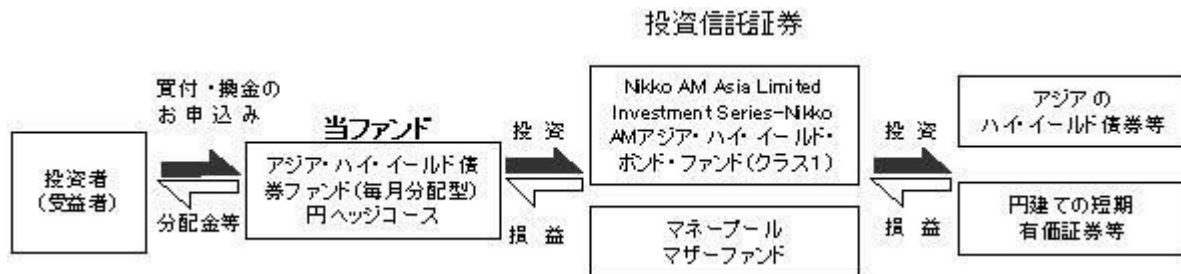 投資信託証券
買付・換金の
お申込み
投資者
(受益者)
分配金等
当ファンド
アジア・ハイ・イールド債
券ファンド(毎月分配型)
円ヘッジコース
投 資
損 益
Nikko AM Asia Limited
Investment Series-Nikko
AMアジア・ハイ・イールド・
ボンド・ファンド(クラス1)
マネープール
マザーファンド
投 資
損 益
アジアの
ハイ・イールド債券等
円建ての短期
有価証券等